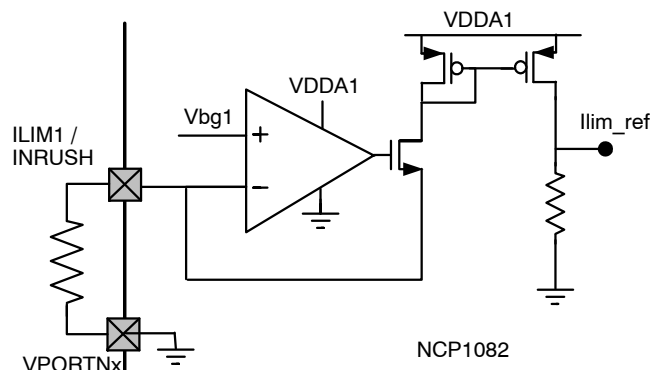 VDDA1
VDDA1
Vbg1
+
−
ILIM1 /
INRUSH
Ilim_ref
VPORTNx
NCP1082